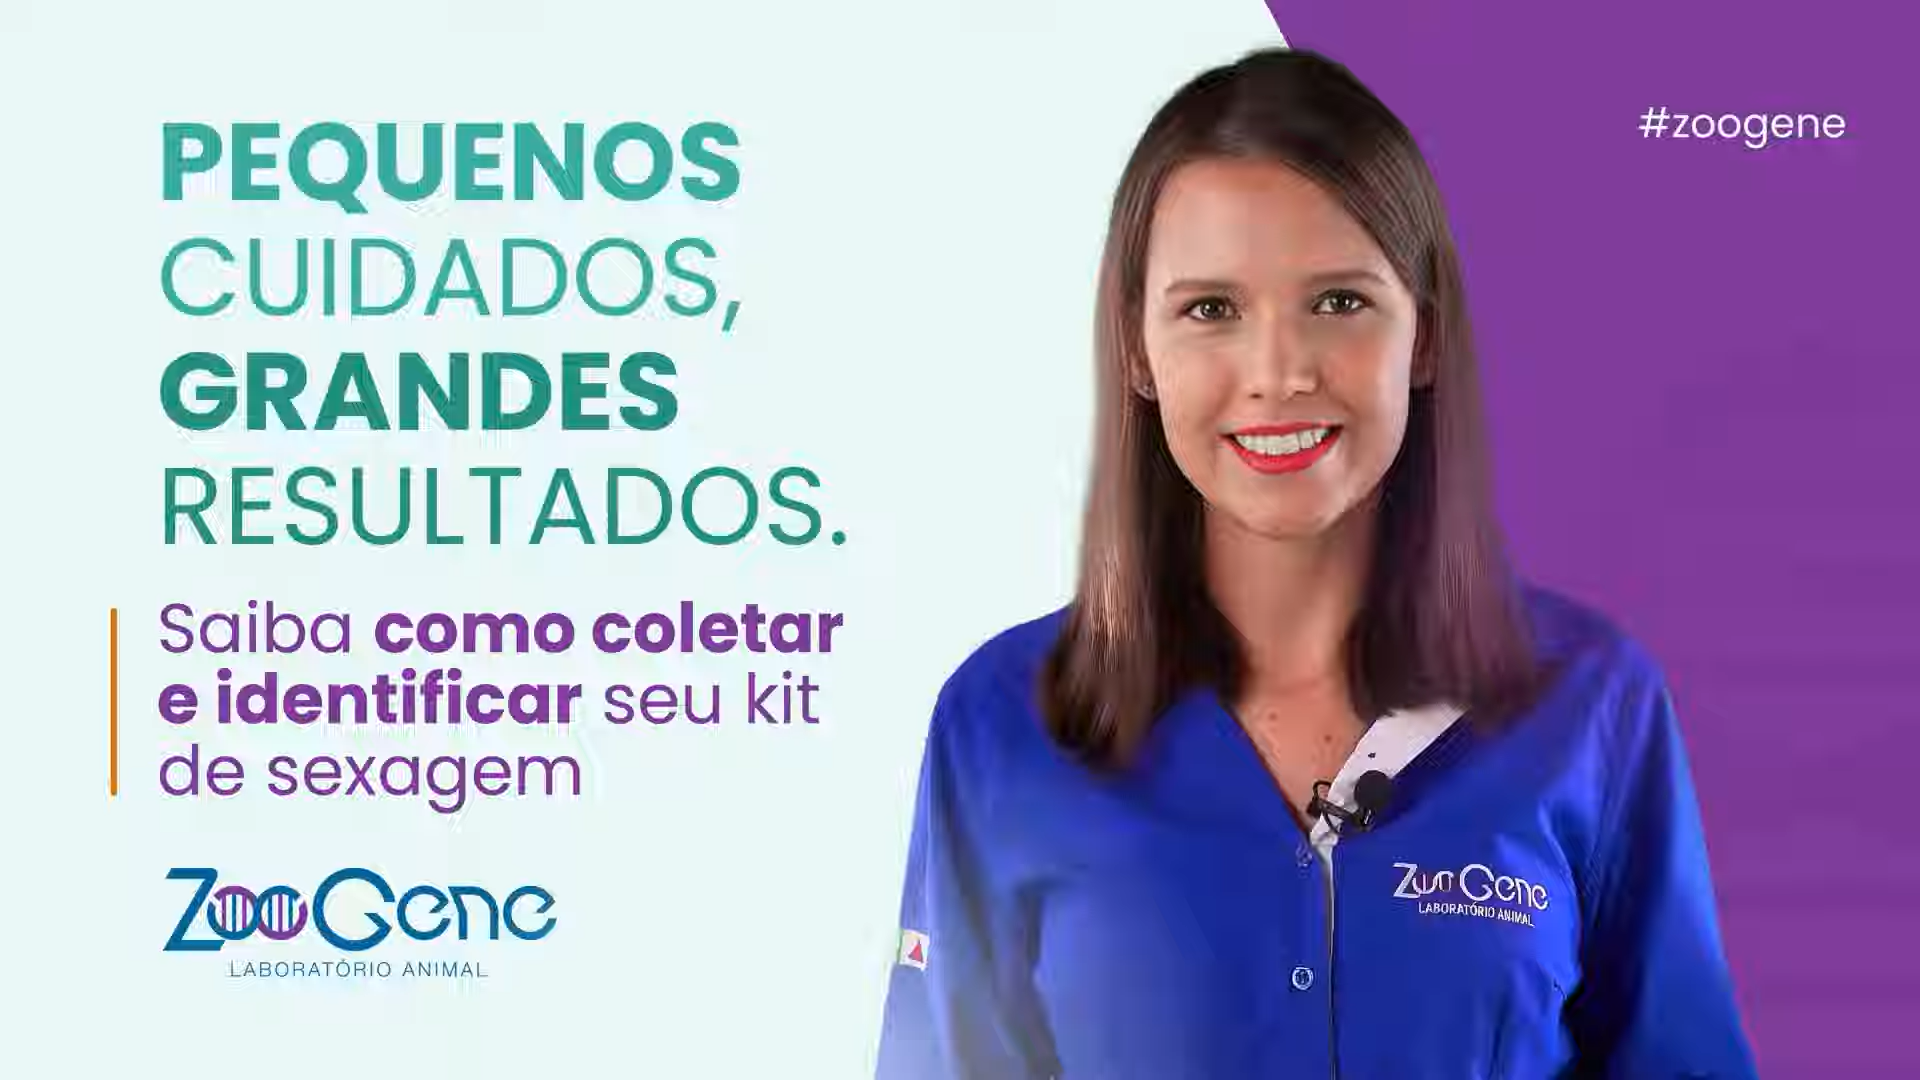 #zoogene
PEQUENOS
CUIDADOS,
GRANDES
RESULTADOS.
Saiba como coletar
e identificar seu kit
de sexagem
ZooGene
LABORATÓRIO ANIMAL
ZooGene
LABORATÓRIO ANIMAL